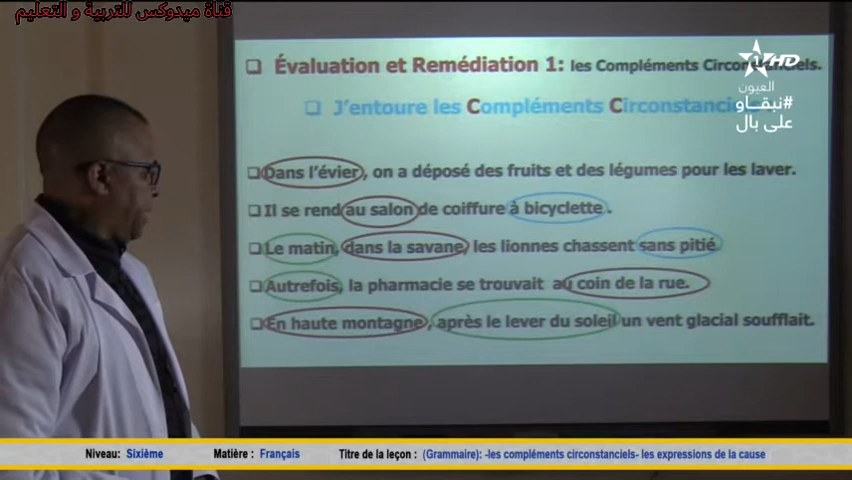 قناة ميدوكس للتربية و التعليم
❑ Évaluation et Remédiation 1: les Compléments Circonstanciels.
HD
العيون
❑ J'entoure les Compléments Circonstanci
#نبقاو
على بال
❑ Dans l'évier, on a déposé des fruits et des légumes pour les laver.
❑ Il se rend au salon de coiffure à bicyclette .
❑ Le matin, dans la savane, les lionnes chassent sans pitié
❑ Autrefois, la pharmacie se trouvait au coin de la rue.
❑ En haute montagne , après le lever du soleil un vent glacial soufflait.
Niveau: Sixième Matière : Français Titre de la leçon : (Grammaire): -les compléments circonstanciels- les expressions de la cause